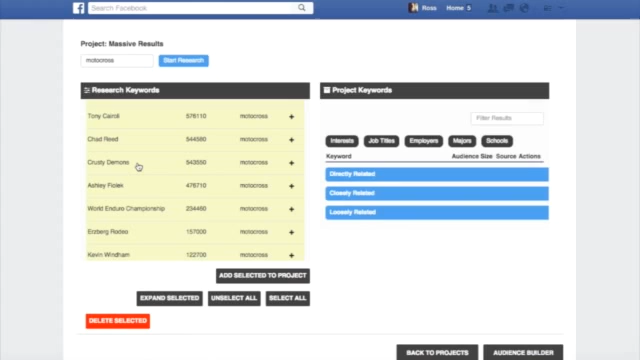 f Search Facebook Ross Home 5
Project: Massive Results
motocross Start Research
Research Keywords
Tony Cairoli 578110 motocross +
Chad Reed 544580 motocross +
Crusty Demons 543550 motocross +
Ashley Fiolek 476710 motocross +
World Enduro Championship 234460 motocross +
Erzberg Rodeo 157000 motocross +
Kevin Windham 122700 motocross +
ADD SELECTED TO PROJECT
EXPAND SELECTED UNSELECT ALL SELECT ALL
DELETE SELECTED
Project Keywords
Filter Results
Interests Job Titles Employers Majors Schools
Keyword Audience Size Source Actions
Directly Related
Closely Related
Loosely Related
BACK TO PROJECTS AUDIENCE BUILDER